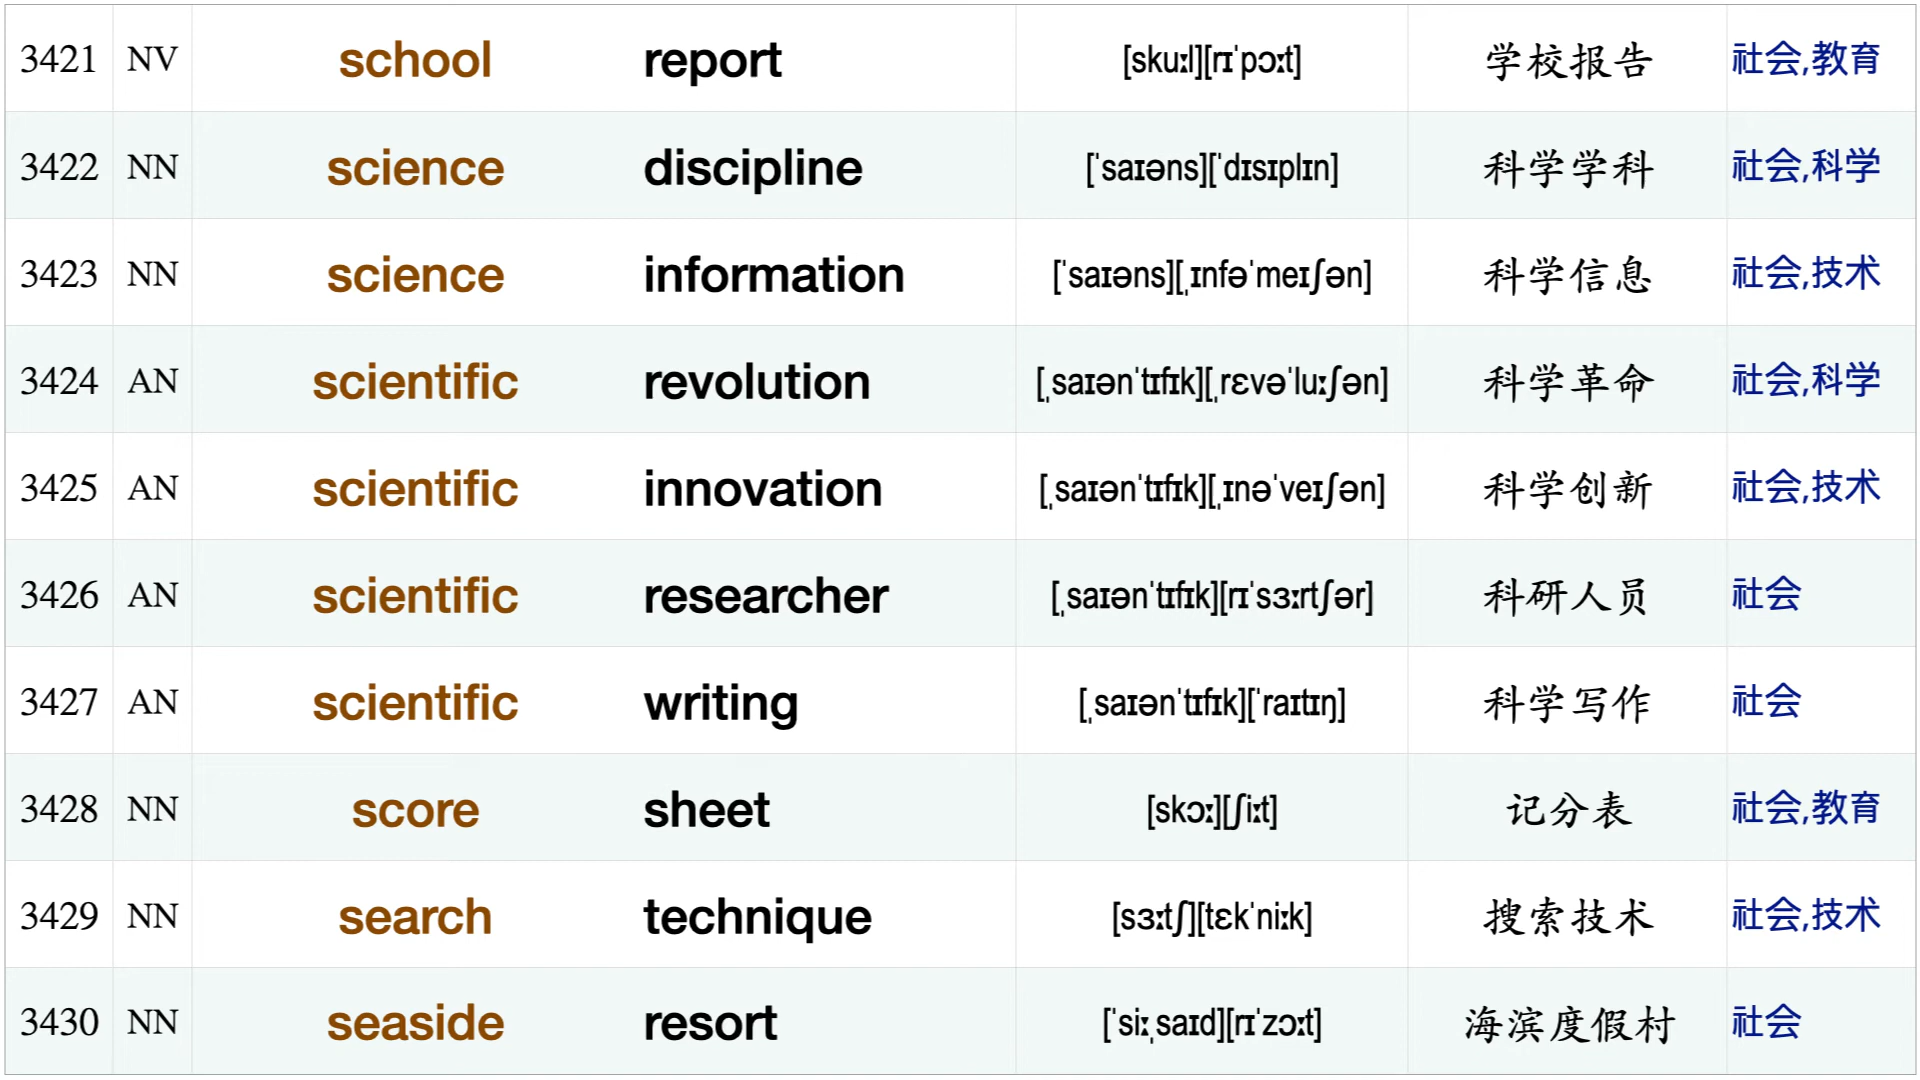 3421 NV school report [skuːl][rɪˈpɔːt] 学校报告 社会,教育
3422 NN science discipline [ˈsaɪəns][ˈdɪsɪplɪn] 科学学科 社会,科学
3423 NN science information [ˈsaɪəns][ˌɪnfəˈmeɪʃən] 科学信息 社会,技术
3424 AN scientific revolution [ˌsaɪənˈtɪfɪk][ˌrɛvəˈluːʃən] 科学革命 社会,科学
3425 AN scientific innovation [ˌsaɪənˈtɪfɪk][ˌɪnəˈveɪʃən] 科学创新 社会,技术
3426 AN scientific researcher [ˌsaɪənˈtɪfɪk][rɪˈsɜːrtʃər] 科研人员 社会
3427 AN scientific writing [ˌsaɪənˈtɪfɪk][ˈraɪtɪŋ] 科学写作 社会
3428 NN score sheet [skɔː][ʃiːt] 记分表 社会,教育
3429 NN search technique [sɜːtʃ][tɛkˈniːk] 搜索技术 社会,技术
3430 NN seaside resort [ˈsiːˌsaɪd][rɪˈzɔːt] 海滨度假村 社会